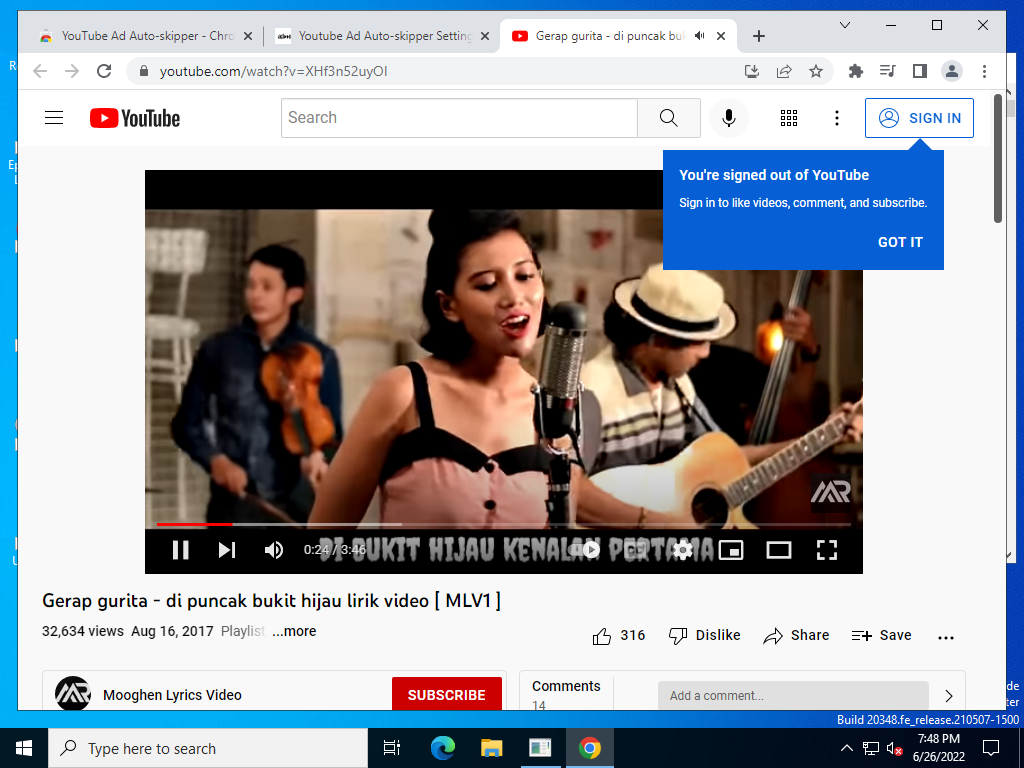 YouTube Ad Auto-skipper - Chro
Youtube Ad Auto-skipper Setting
Gerap gurita - di puncak buki
youtube.com/watch?v=XHf3n52uyOI
YouTube
Search
SIGN IN
You're signed out of YouTube
Sign in to like videos, comment, and subscribe.
GOT IT
MR
0:24 / 3:46
DI BUKIT HIJAU KENALAN PERTAMA
Gerap gurita - di puncak bukit hijau lirik video [ MLV1 ]
32,634 views Aug 16, 2017 Playlist ...more
316
Dislike
Share
Save
Mooghen Lyrics Video
SUBSCRIBE
Comments
14
Add a comment...
Build 20348.fe_release.210507-1500
Type here to search
7:48 PM
6/26/2022